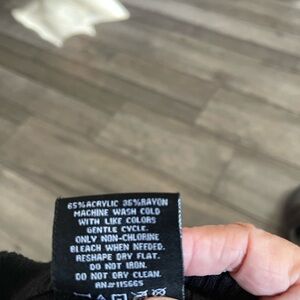 65%ACRYLIC 35%RAYON
MACHINE WASH COLD
WITH LIKE COLORS
GENTLE CYCLE.
ONLY NON-CHLORINE
BLEACH WHEN NEEDED.
RESHAPE DRY FLAT.
DO NOT IRON.
DO NOT DRY CLEAN.
RN#115665